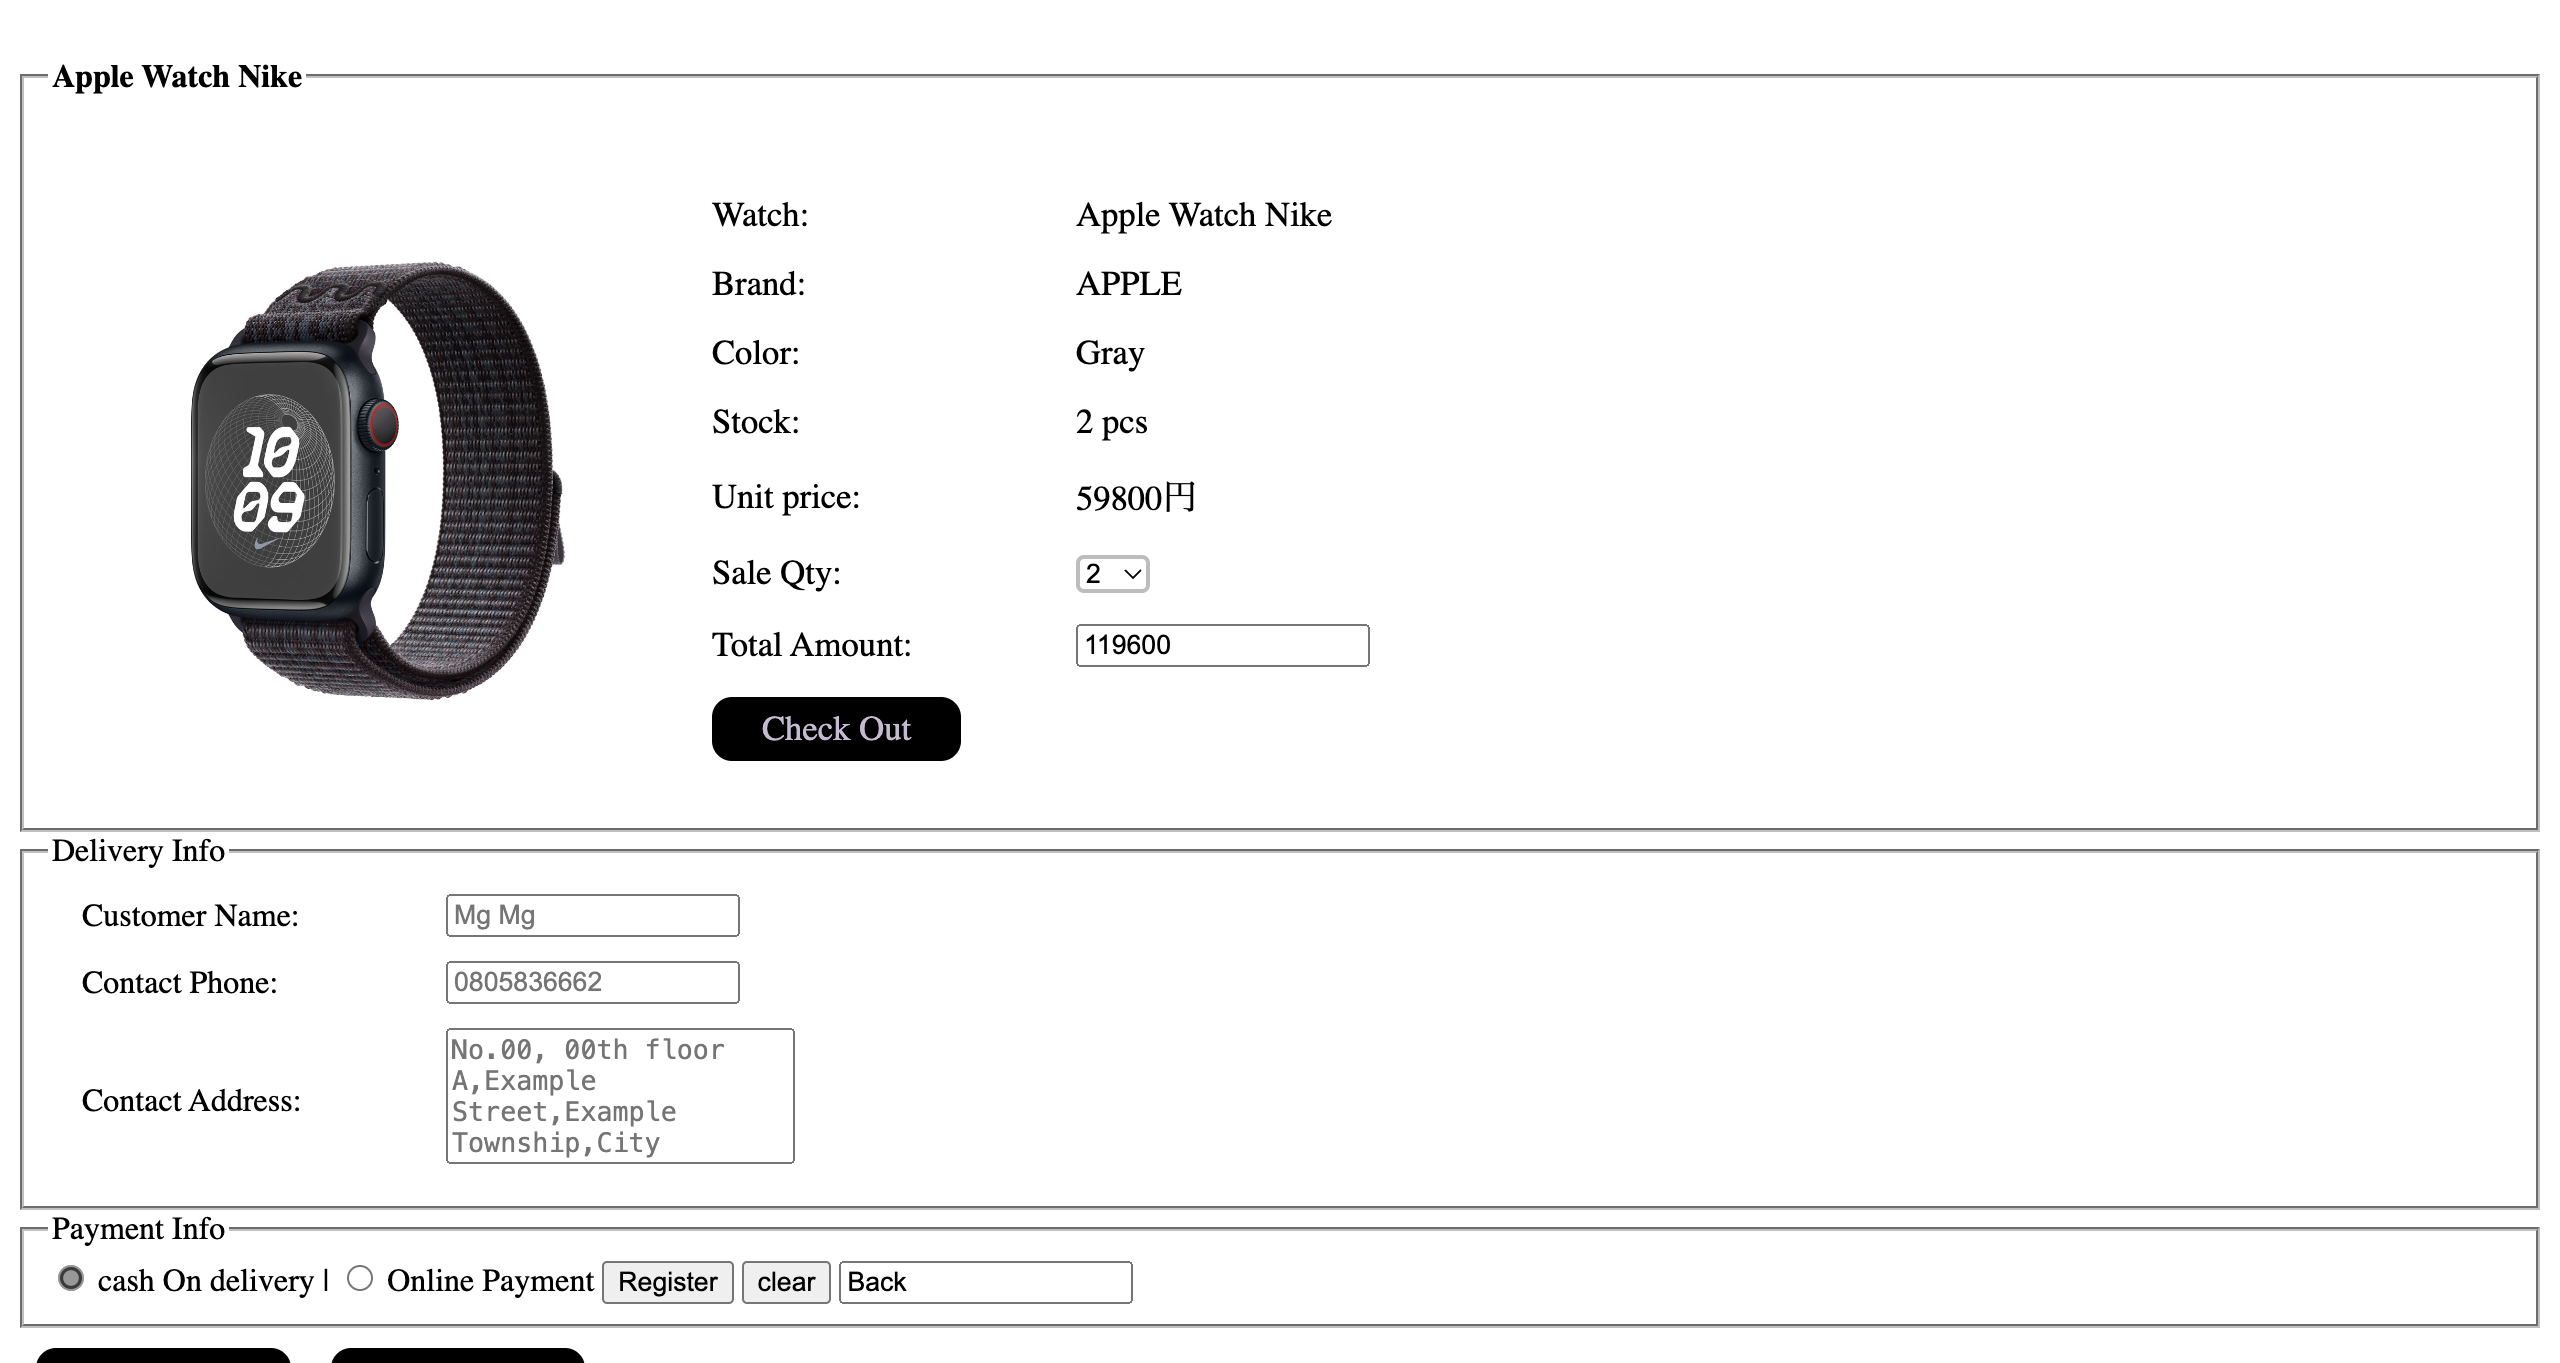 Apple Watch Nike
10
09
Watch: Apple Watch Nike
Brand: APPLE
Color: Gray
Stock: 2 pcs
Unit price: 59800円
Sale Qty: 2
Total Amount: 119600
Check Out
Delivery Info
Customer Name: Mg Mg
Contact Phone: 0805836662
Contact Address: No.00, 00th floor
A,Example
Street,Example
Township,City
Payment Info
cash On delivery | Online Payment Register clear Back